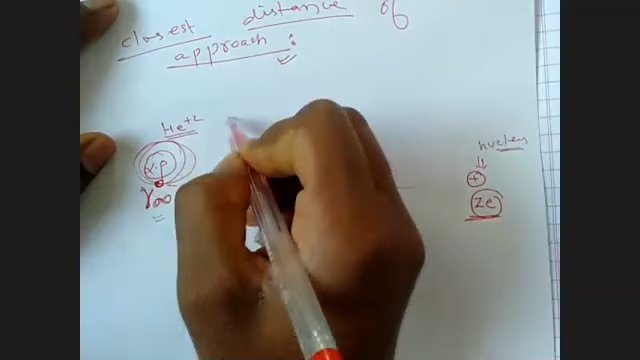 closest distance of
approach :
He+2
α.p
r∞
nucleus
+
Ze